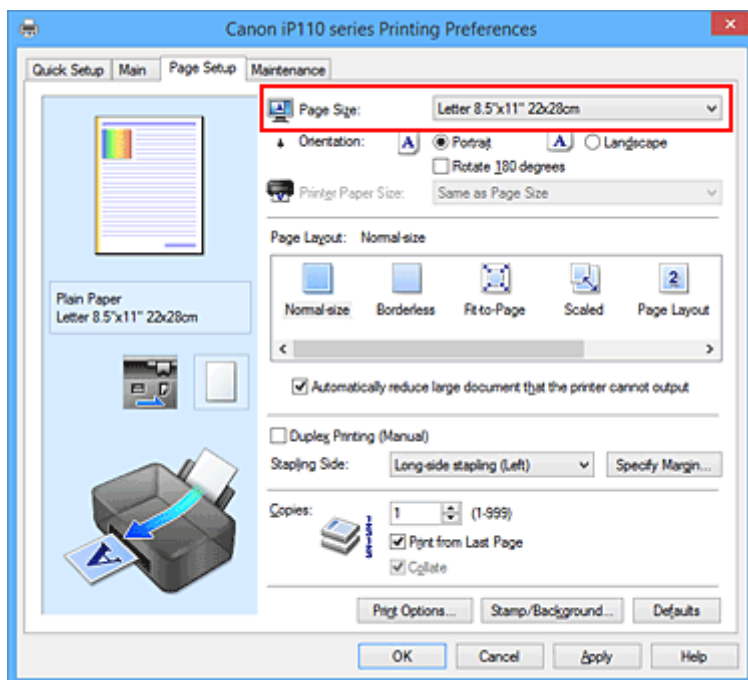 Canon iP110 series Printing Preferences
Quick Setup Main Page Setup Maintenance
Page Size: Letter 8.5"x11" 22x28cm
Orientation: A Portrait A Landscape
Rotate 180 degrees
Printer Paper Size: Same as Page Size
Page Layout: Normal-size
2
Normal-size Borderless Fit-to-Page Scaled Page Layout
Plain Paper
Letter 8.5"x11" 22x28cm
Automatically reduce large document that the printer cannot output
Duplex Printing (Manual)
Stapling Side: Long-side stapling (Left) Specify Margin...
Copies: 1 (1-999)
Print from Last Page
Collate
A
Print Options... Stamp/Background... Defaults
OK Cancel Apply Help